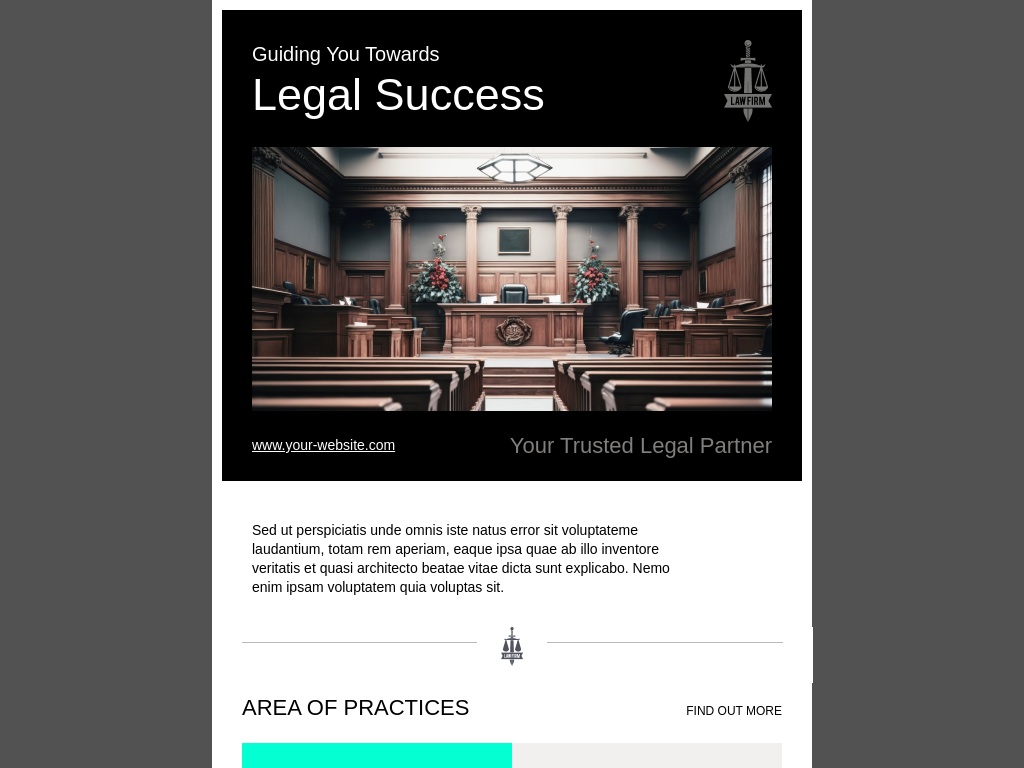 Guiding You Towards
Legal Success
LAW FIRM
www.your-website.com
Your Trusted Legal Partner
Sed ut perspiciatis unde omnis iste natus error sit voluptateme
laudantium, totam rem aperiam, eaque ipsa quae ab illo inventore
veritatis et quasi architecto beatae vitae dicta sunt explicabo. Nemo
enim ipsam voluptatem quia voluptas sit.
LAW FIRM
AREA OF PRACTICES
FIND OUT MORE